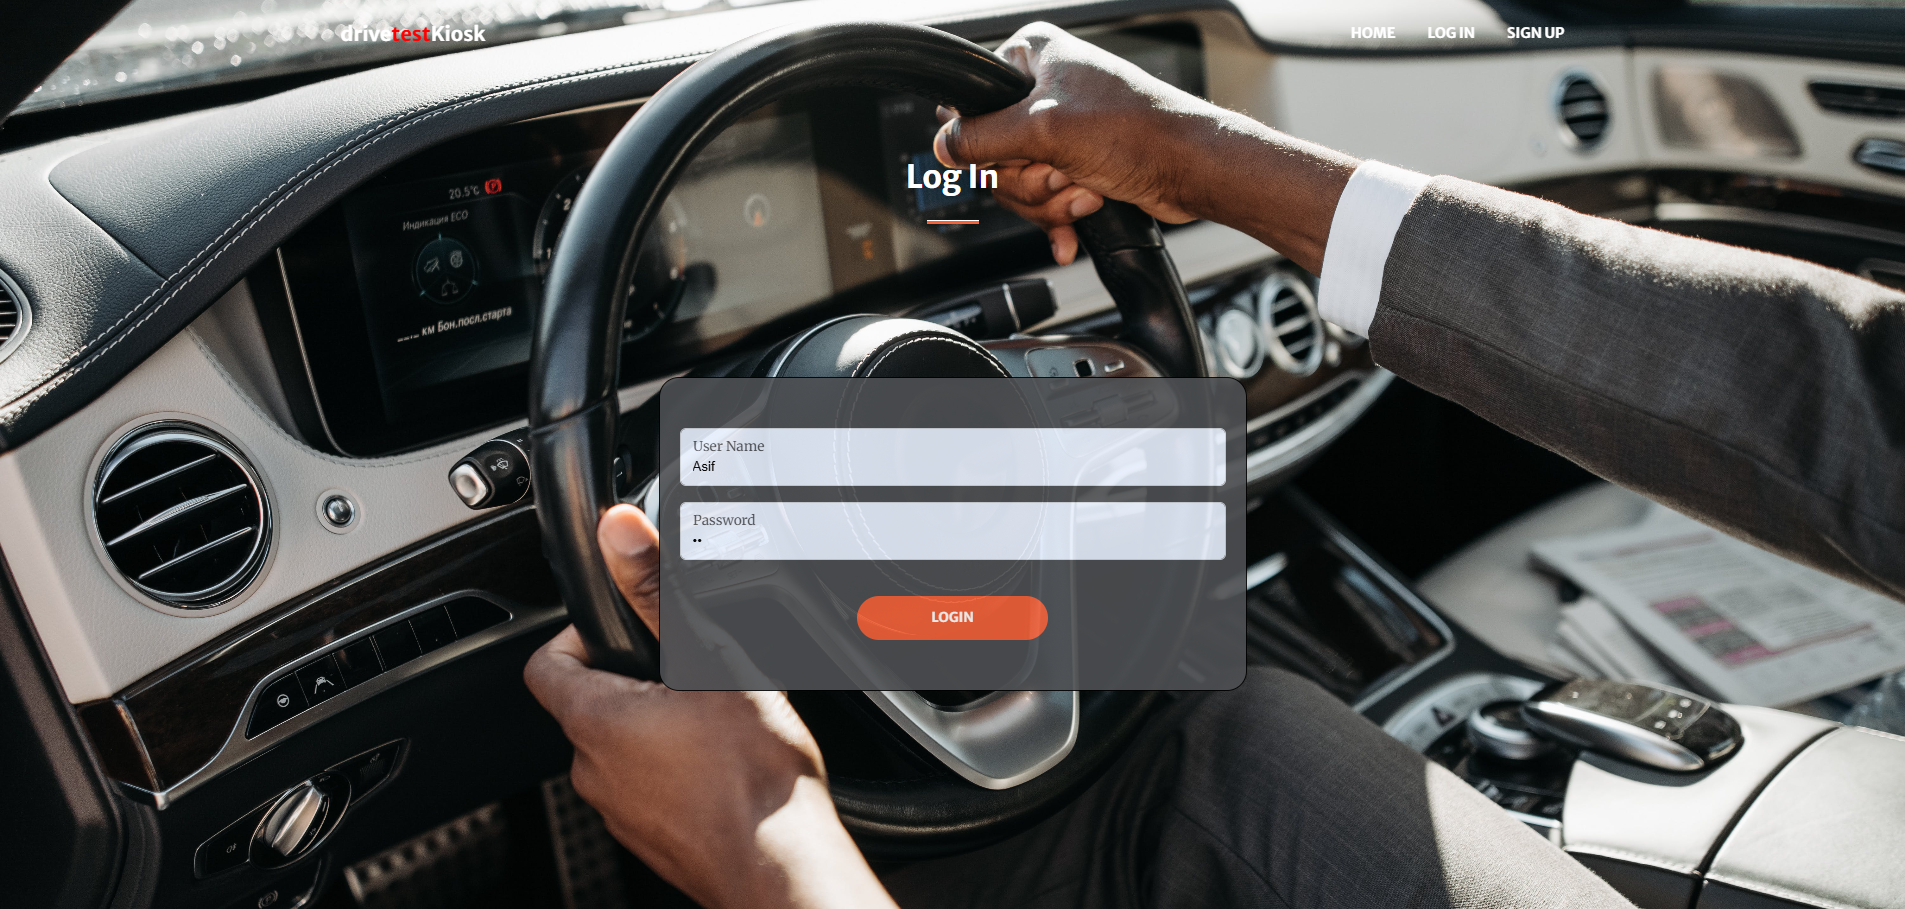 drivetestKiosk
HOME LOG IN SIGN UP
Log In
20.5°C
Индикация ECO
км Бон.посл.старта
User Name
Asif
Password
••
LOGIN